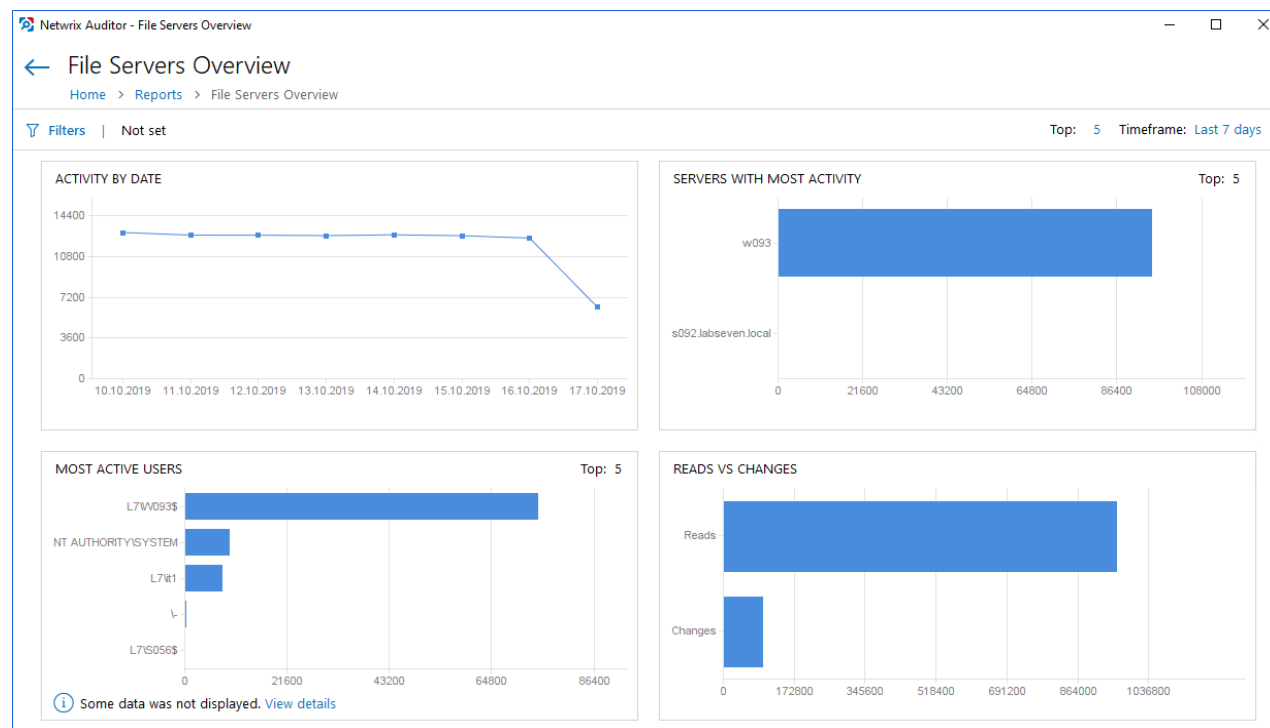 Netwrix Auditor - File Servers Overview
File Servers Overview
Home > Reports > File Servers Overview
Filters | Not set
Top: 5 Timeframe: Last 7 days
ACTIVITY BY DATE
14400
10800
7200
3600
0
10.10.2019 11.10.2019 12.10.2019 13.10.2019 14.10.2019 15.10.2019 16.10.2019 17.10.2019
SERVERS WITH MOST ACTIVITY
Top: 5
w093
s092.labseven.local
0 21600 43200 64800 86400 108000
MOST ACTIVE USERS
Top: 5
L7\W093$
NT AUTHORITY\SYSTEM
L7\it1
\-
L7\S056$
0 21600 43200 64800 86400
i Some data was not displayed. View details
READS VS CHANGES
Reads
Changes
0 172800 345600 518400 691200 864000 1036800